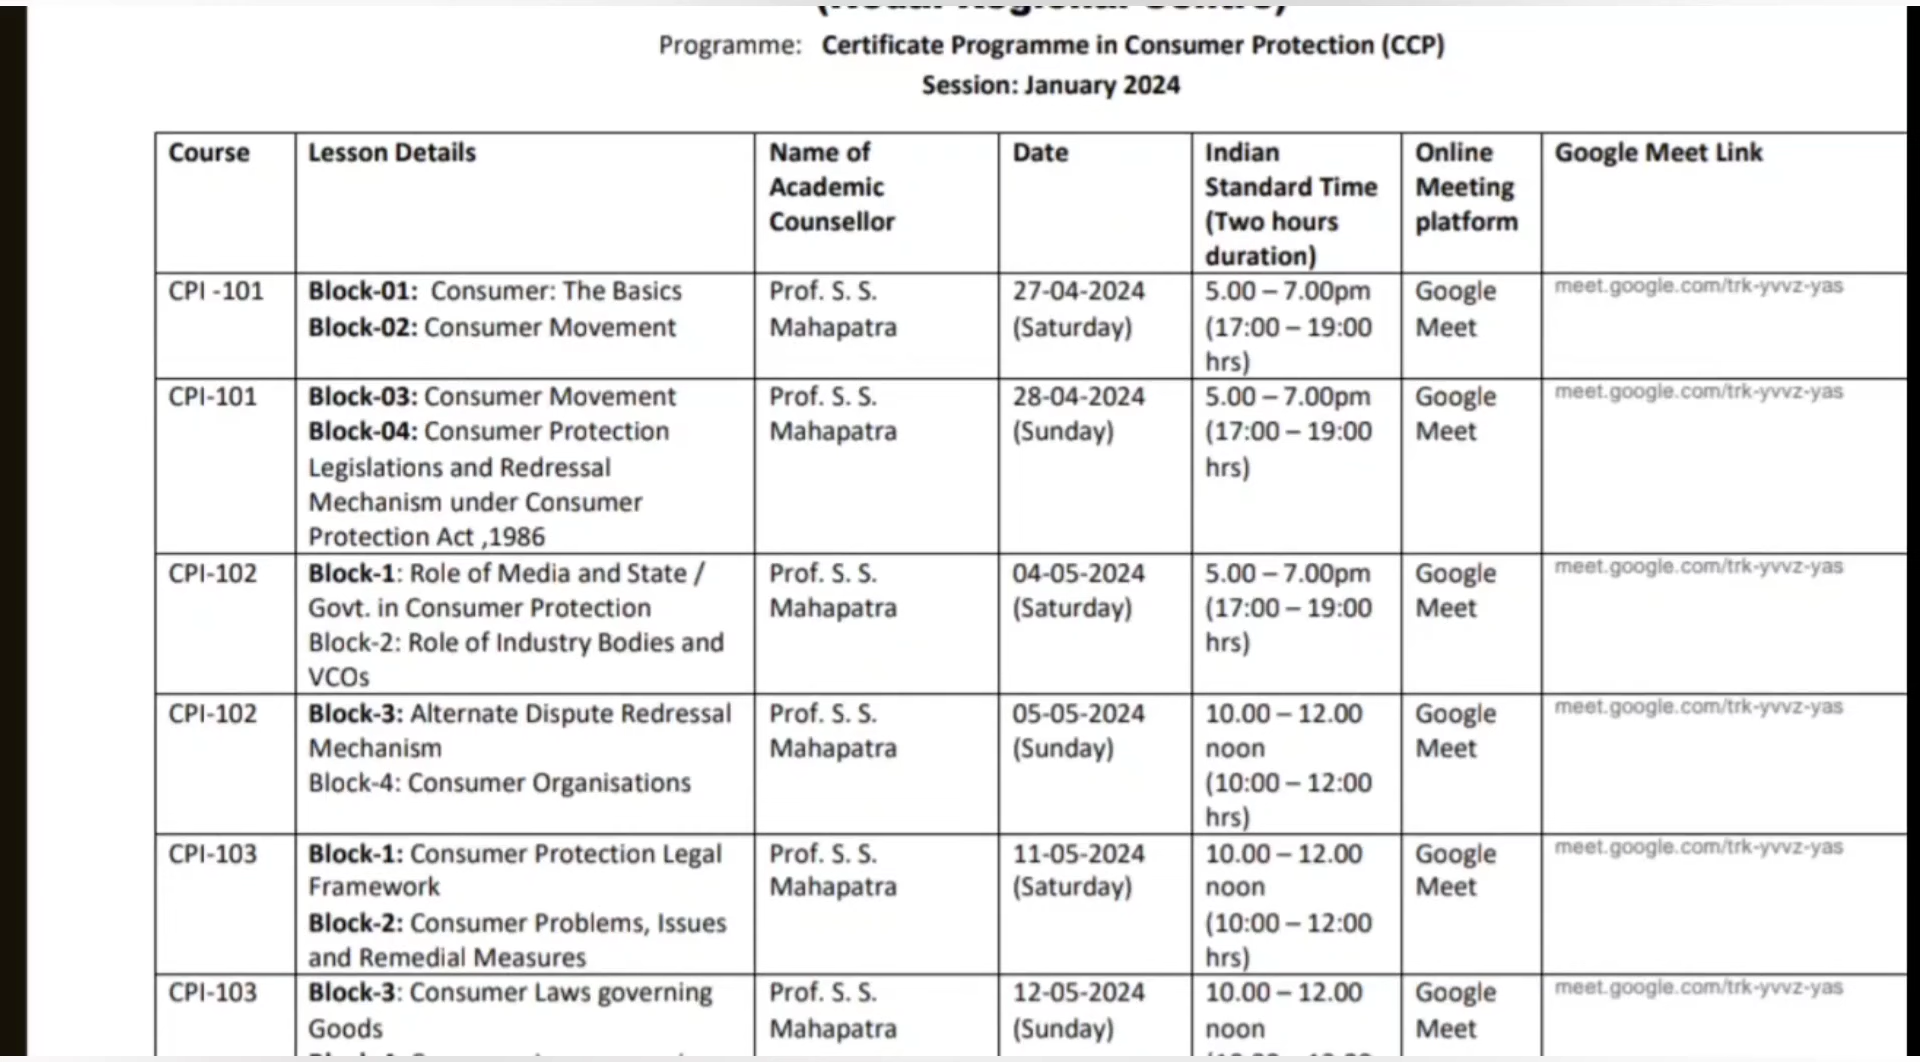 Programme: Certificate Programme in Consumer Protection (CCP)
Session: January 2024
Course
Lesson Details
Name of
Academic
Counsellor
Date
Indian
Standard Time
(Two hours
duration)
Online
Meeting
platform
Google Meet Link
CPI -101
Block-01: Consumer: The Basics
Block-02: Consumer Movement
Prof. S. S.
Mahapatra
27-04-2024
(Saturday)
5.00 – 7.00pm
(17:00 – 19:00
hrs)
Google
Meet
meet.google.com/trk-yvvz-yas
CPI-101
Block-03: Consumer Movement
Block-04: Consumer Protection
Legislations and Redressal
Mechanism under Consumer
Protection Act ,1986
Prof. S. S.
Mahapatra
28-04-2024
(Sunday)
5.00 – 7.00pm
(17:00 – 19:00
hrs)
Google
Meet
meet.google.com/trk-yvvz-yas
CPI-102
Block-1: Role of Media and State /
Govt. in Consumer Protection
Block-2: Role of Industry Bodies and
VCOs
Prof. S. S.
Mahapatra
04-05-2024
(Saturday)
5.00 – 7.00pm
(17:00 – 19:00
hrs)
Google
Meet
meet.google.com/trk-yvvz-yas
CPI-102
Block-3: Alternate Dispute Redressal
Mechanism
Block-4: Consumer Organisations
Prof. S. S.
Mahapatra
05-05-2024
(Sunday)
10.00 – 12.00
noon
(10:00 – 12:00
hrs)
Google
Meet
meet.google.com/trk-yvvz-yas
CPI-103
Block-1: Consumer Protection Legal
Framework
Block-2: Consumer Problems, Issues
and Remedial Measures
Prof. S. S.
Mahapatra
11-05-2024
(Saturday)
10.00 – 12.00
noon
(10:00 – 12:00
hrs)
Google
Meet
meet.google.com/trk-yvvz-yas
CPI-103
Block-3: Consumer Laws governing
Goods
Prof. S. S.
Mahapatra
12-05-2024
(Sunday)
10.00 – 12.00
noon
Google
Meet
meet.google.com/trk-yvvz-yas